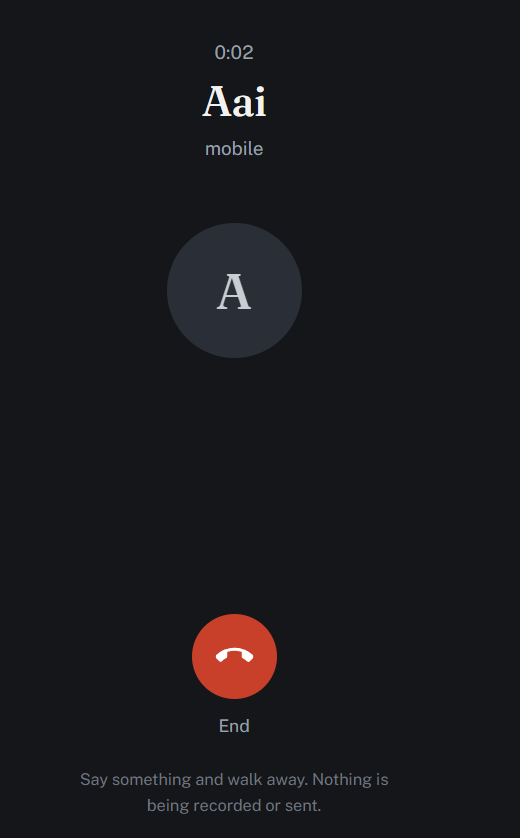 0:02
Aai
mobile
A
End
Say something and walk away. Nothing is
being recorded or sent.